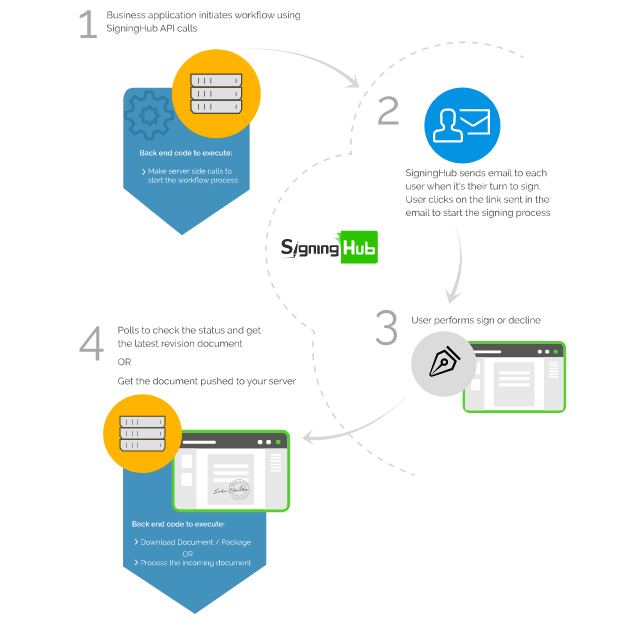 1
Business application initiates workflow using
SigningHub API calls
Back end code to execute:
Make server side calls to
start the workflow process
2
SigningHub sends email to each
user when it's their turn to sign.
User clicks on the link sent in the
email to start the signing process
Signing Hub
3
User performs sign or decline
4
Polls to check the status and get
the latest revision document
OR
Get the document pushed to your server
Back end code to execute:
Download Document / Package
OR
Process the incoming document